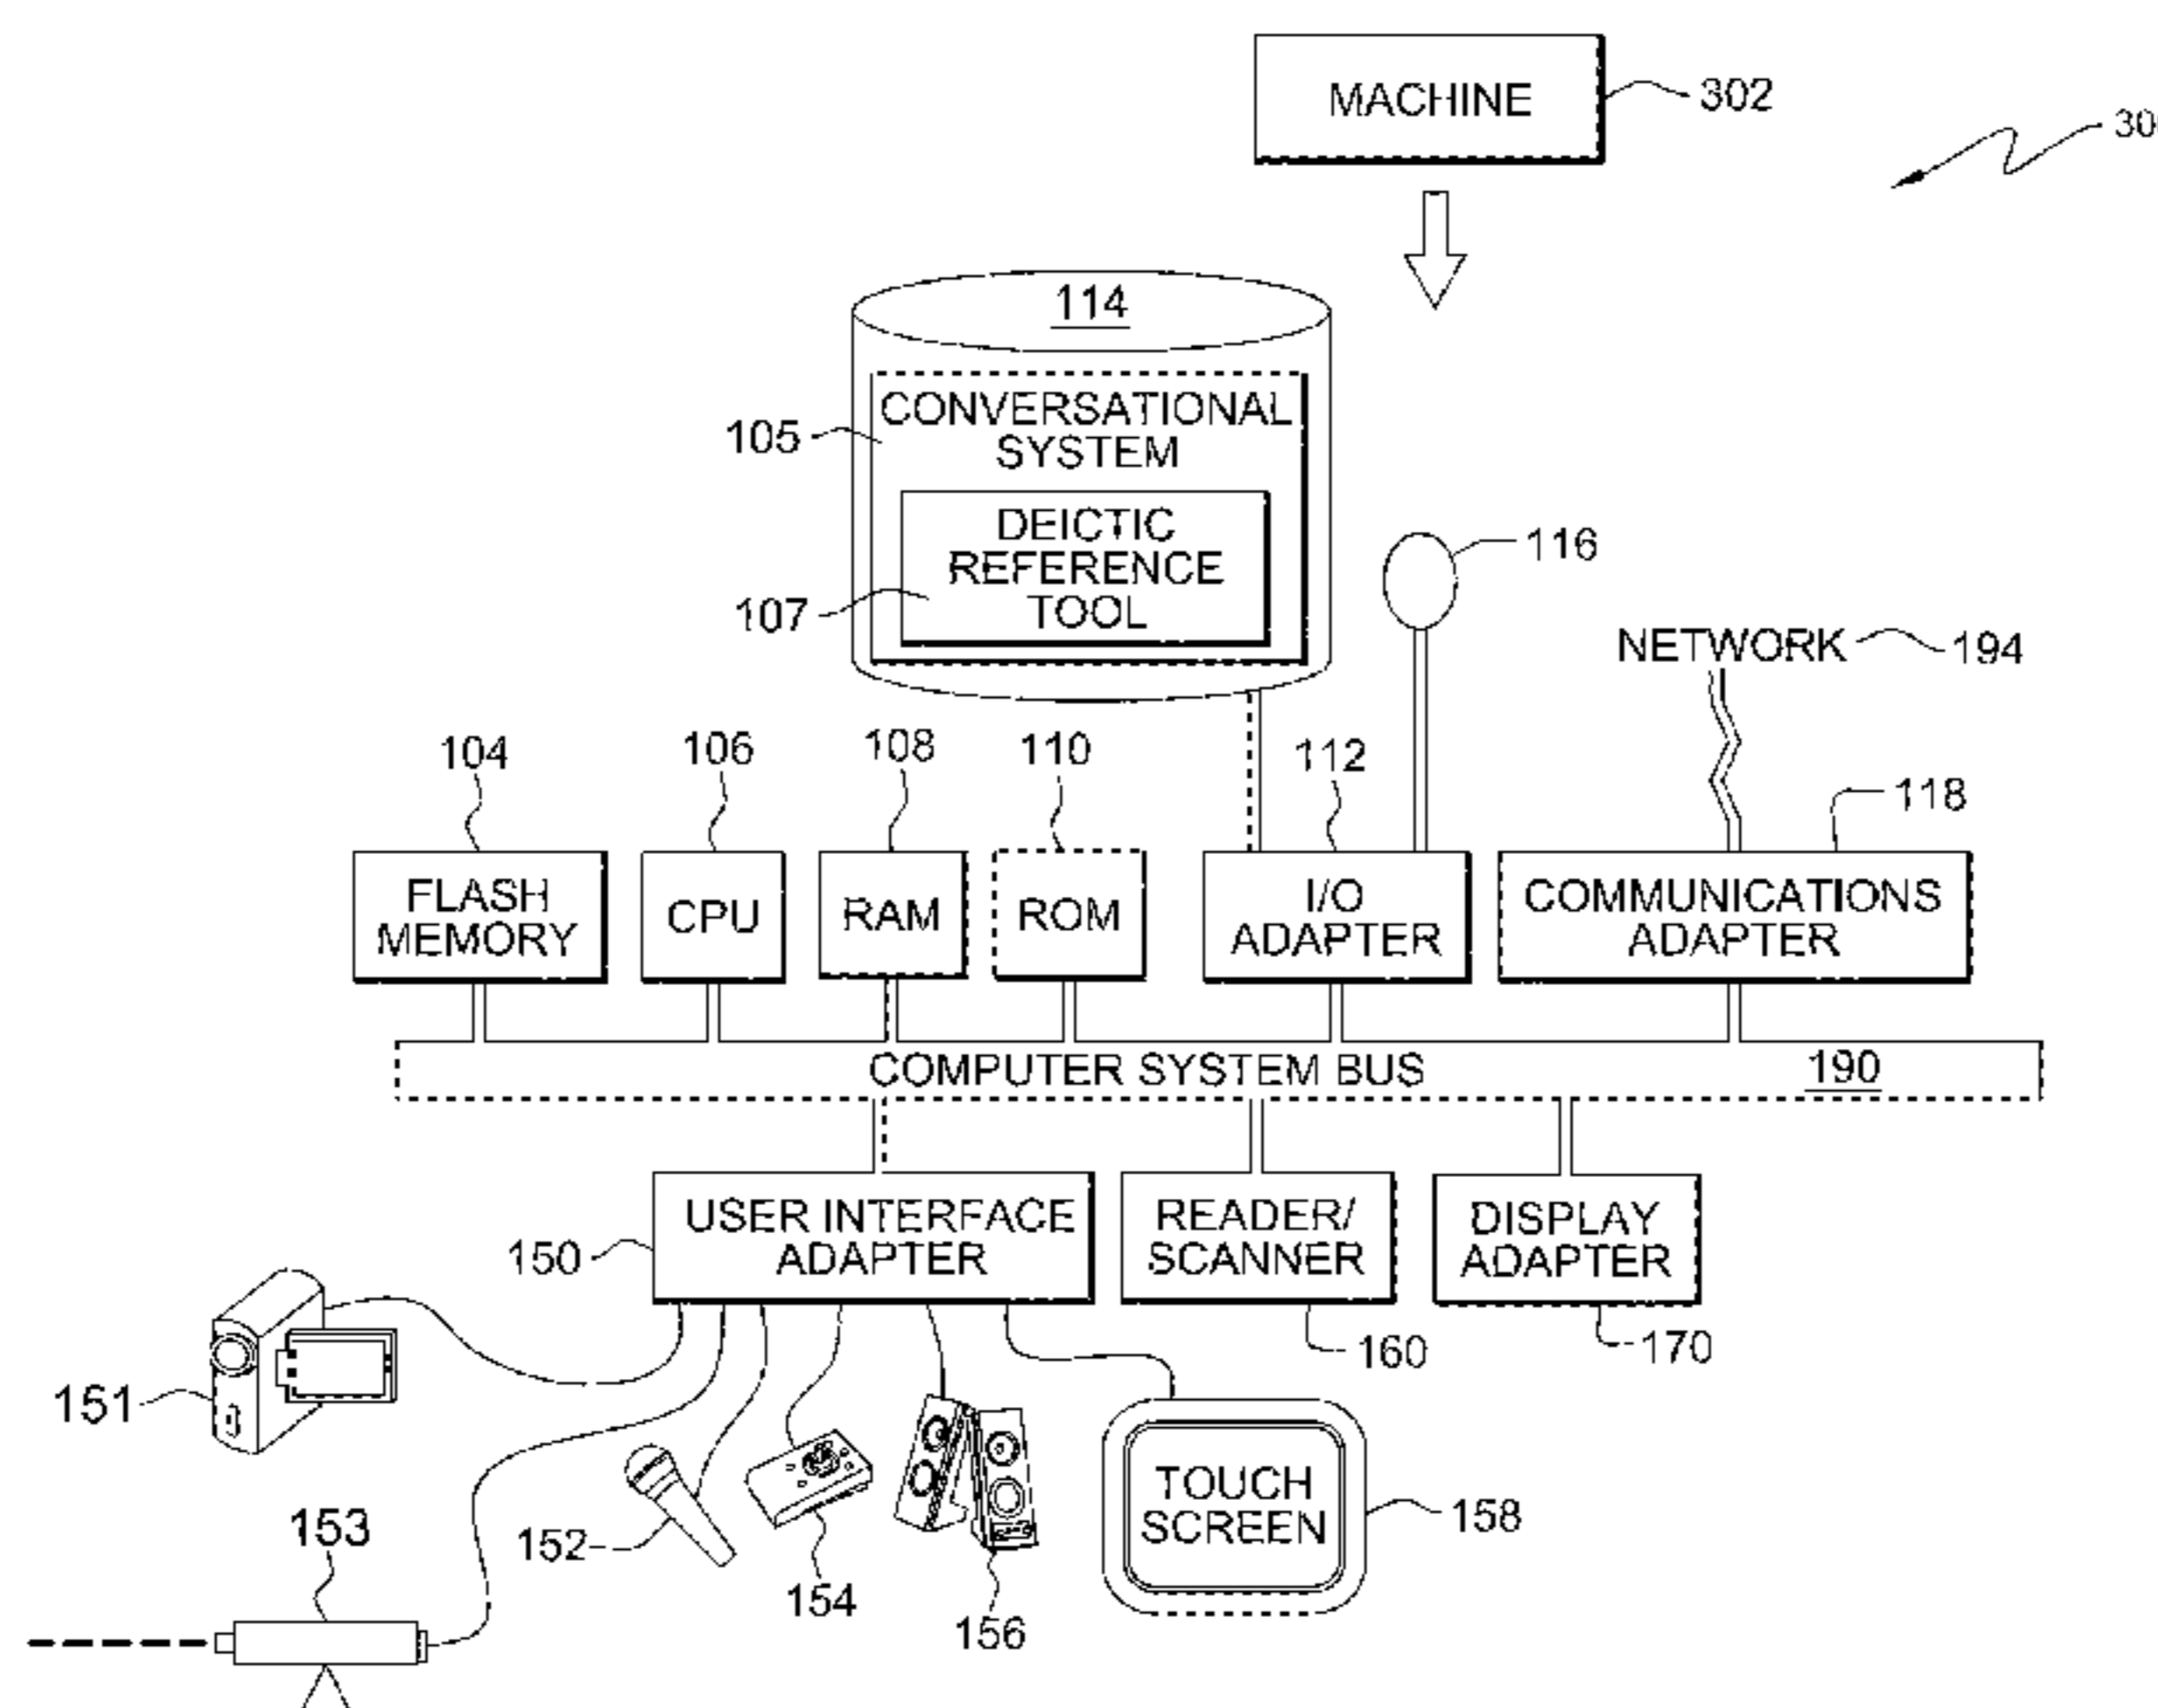 MACHINE
302
114
CONVERSATIONAL
SYSTEM
105
DEICTIC
REFERENCE
TOOL
107
116
NETWORK
194
104
106
108
110
112
118
FLASH
MEMORY
CPU
RAM
ROM
I/O
ADAPTER
COMMUNICATIONS
ADAPTER
COMPUTER SYSTEM BUS
190
USER INTERFACE
ADAPTER
150
READER/
SCANNER
DISPLAY
ADAPTER
160
170
151
153
152
154
156
TOUCH
SCREEN
158